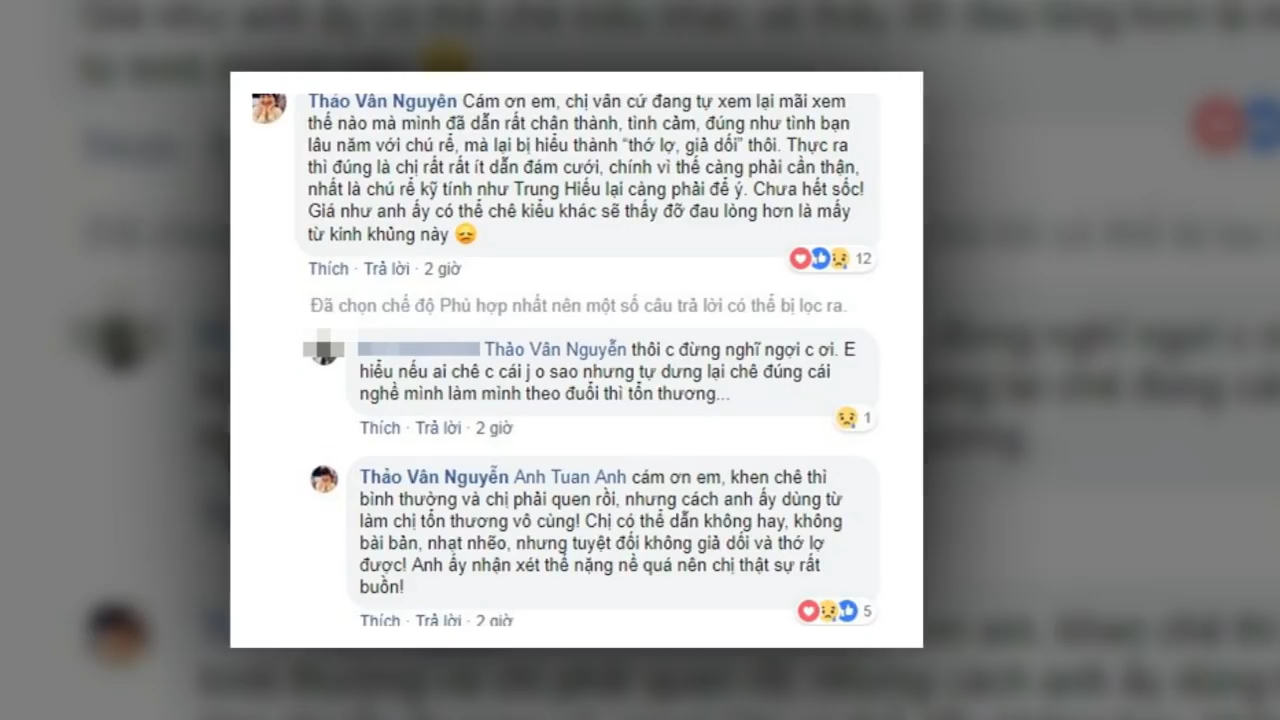 Thảo Vân Nguyễn Cám ơn em, chị vẫn cứ đang tự xem lại mãi xem
thế nào mà mình đã dẫn rất chân thành, tình cảm, đúng như tình bạn
lâu năm với chú rể, mà lại bị hiểu thành “thớ lợ, giả dối” thôi. Thực ra
thì đúng là chị rất rất ít dẫn đám cưới, chính vì thế càng phải cẩn thận,
nhất là chú rể kỹ tính như Trung Hiếu lại càng phải để ý. Chưa hết sốc!
Giá như anh ấy có thể chê kiểu khác sẽ thấy đỡ đau lòng hơn là mấy
từ kinh khủng này
Thích · Trả lời · 2 giờ
12
Đã chọn chế độ Phù hợp nhất nên một số câu trả lời có thể bị lọc ra.
Thảo Vân Nguyễn thôi c đừng nghĩ ngợi c ơi. E
hiểu nếu ai chê c cái j o sao nhưng tự dưng lại chê đúng cái
nghề mình làm mình theo đuổi thì tổn thương...
1
Thích · Trả lời · 2 giờ
Thảo Vân Nguyễn Anh Tuan Anh cám ơn em, khen chê thì
bình thường và chị phải quen rồi, nhưng cách anh ấy dùng từ
làm chị tổn thương vô cùng! Chị có thể dẫn không hay, không
bài bản, nhạt nhẽo, nhưng tuyệt đối không giả dối và thớ lợ
được! Anh ấy nhận xét thế nặng nề quá nên chị thật sự rất
buồn!
5
Thích · Trả lời · 2 giờ